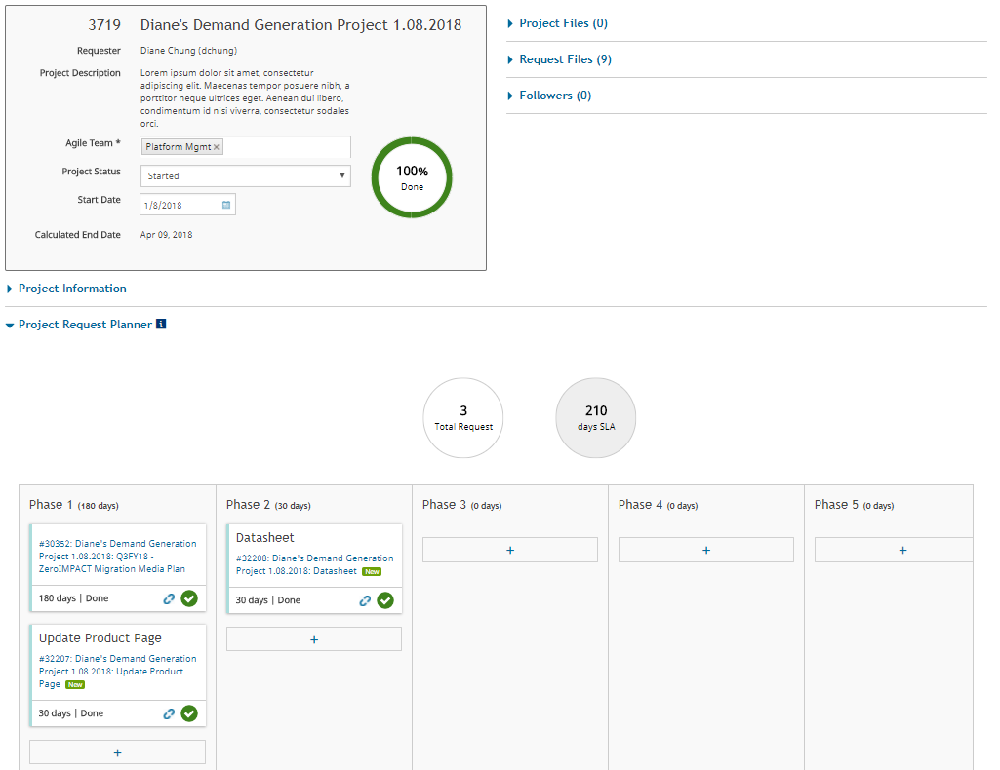 3719 Diane's Demand Generation Project 1.08.2018
Requester Diane Chung (dchung)
Project Description Lorem ipsum dolor sit amet, consectetur
adipiscing elit. Maecenas tempor posuere nibh, a
porttitor neque ultrices eget. Aenean dui libero,
condimentum id nisi viverra, consectetur sodales
orci.
Agile Team * Platform Mgmt ×
Project Status Started
Start Date 1/8/2018
Calculated End Date Apr 09, 2018
100%
Done
Project Files (0)
Request Files (9)
Followers (0)
Project Information
Project Request Planner i
3
Total Request
210
days SLA
Phase 1 (180 days)
#30352: Diane's Demand Generation
Project 1.08.2018: Q3FY18 -
ZeroIMPACT Migration Media Plan
180 days | Done
Update Product Page
#32207: Diane's Demand Generation
Project 1.08.2018: Update Product
Page New
30 days | Done
+
Phase 2 (30 days)
Datasheet
#32208: Diane's Demand Generation
Project 1.08.2018: Datasheet New
30 days | Done
+
Phase 3 (0 days)
+
Phase 4 (0 days)
+
Phase 5 (0 days)
+